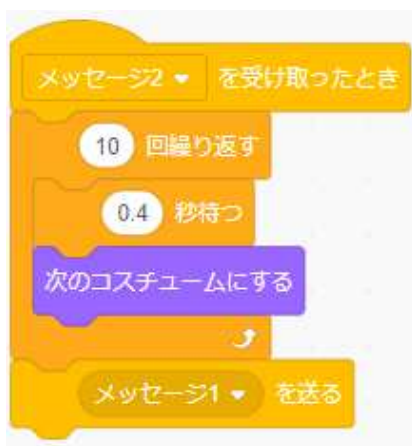 メッセージ2 を受け取ったとき
10 回繰り返す
0.4 秒待つ
次のコスチュームにする
メッセージ1 を送る